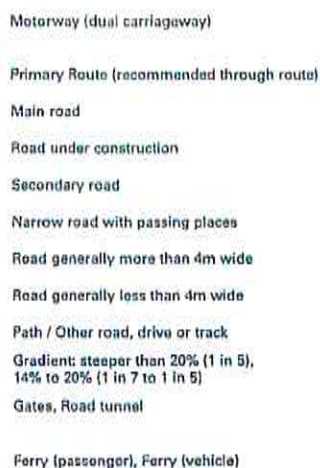 Motorway (dual carriageway)
Primary Route (recommended through route)
Main road
Road under construction
Secondary road
Narrow road with passing places
Road generally more than 4m wide
Road generally less than 4m wide
Path / Other road, drive or track
Gradient: steeper than 20% (1 in 5),
14% to 20% (1 in 7 to 1 in 5)
Gates, Road tunnel
Ferry (passenger), Ferry (vehicle)